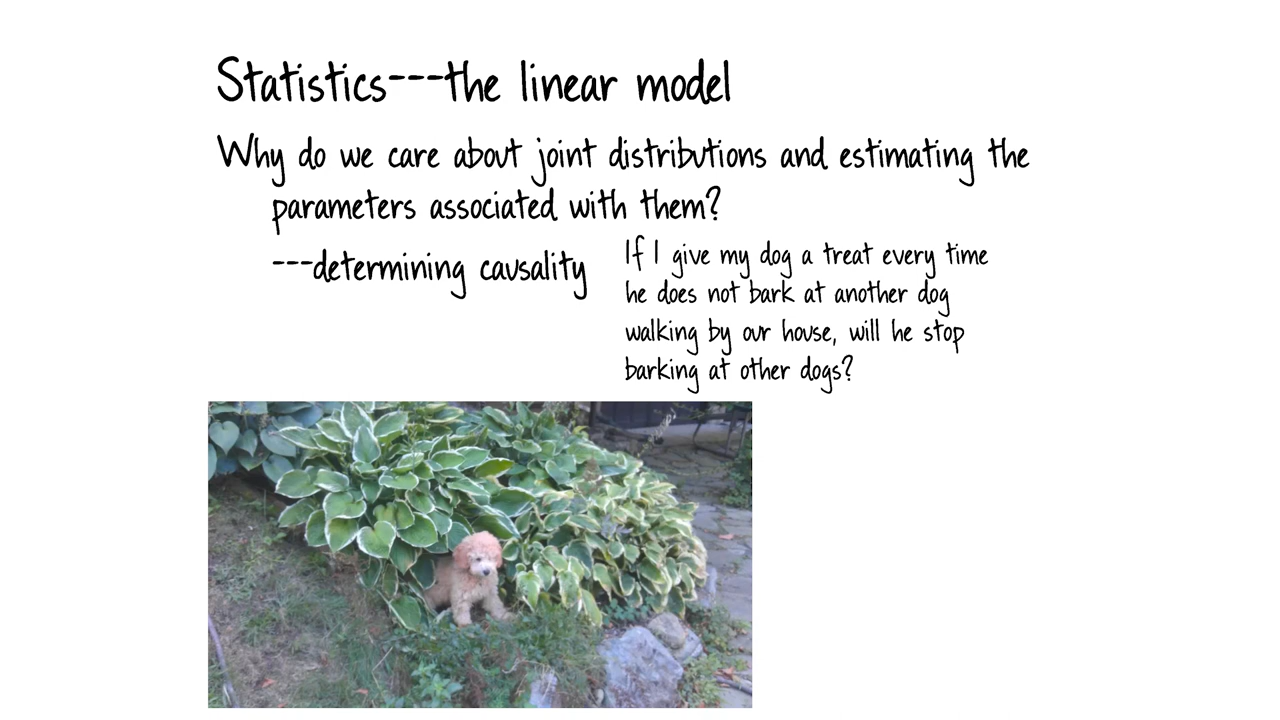 Statistics---the linear model
Why do we care about joint distributions and estimating the
parameters associated with them?
---determining causality
If I give my dog a treat every time
he does not bark at another dog
walking by our house, will he stop
barking at other dogs?